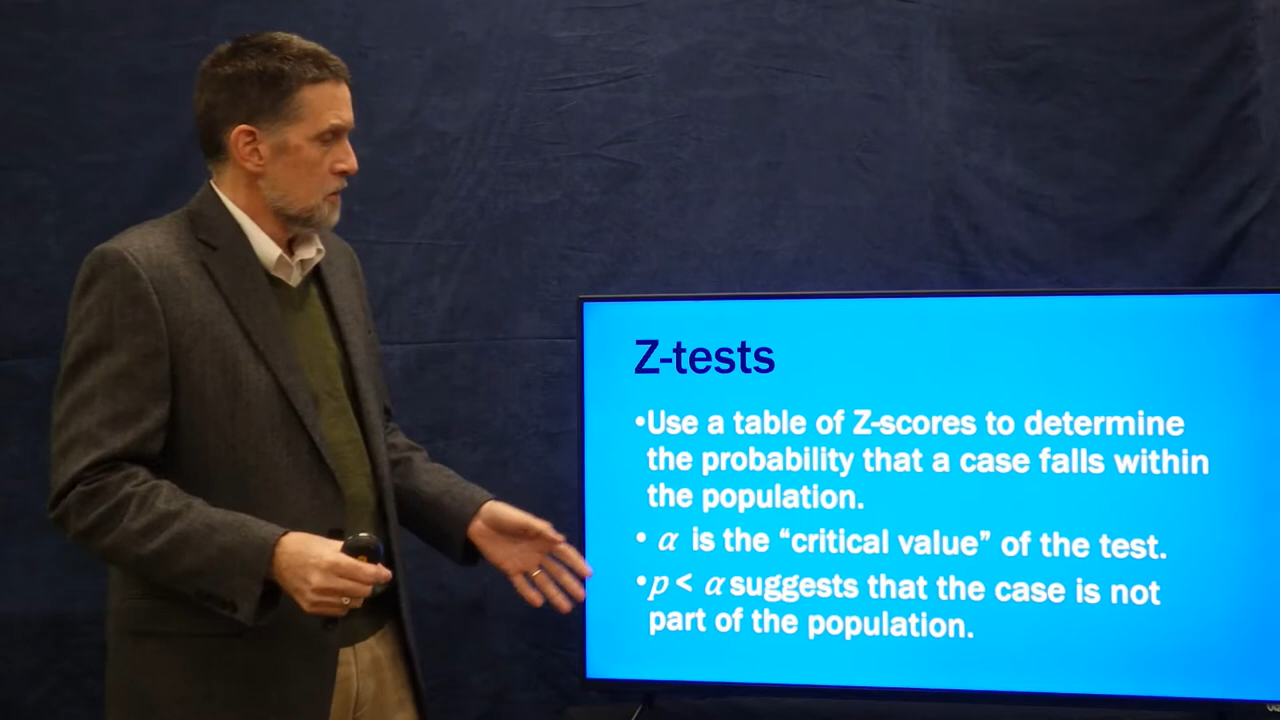 Z-tests
•Use a table of Z-scores to determine
the probability that a case falls within
the population.
• α is the “critical value” of the test.
•p < α suggests that the case is not
part of the population.